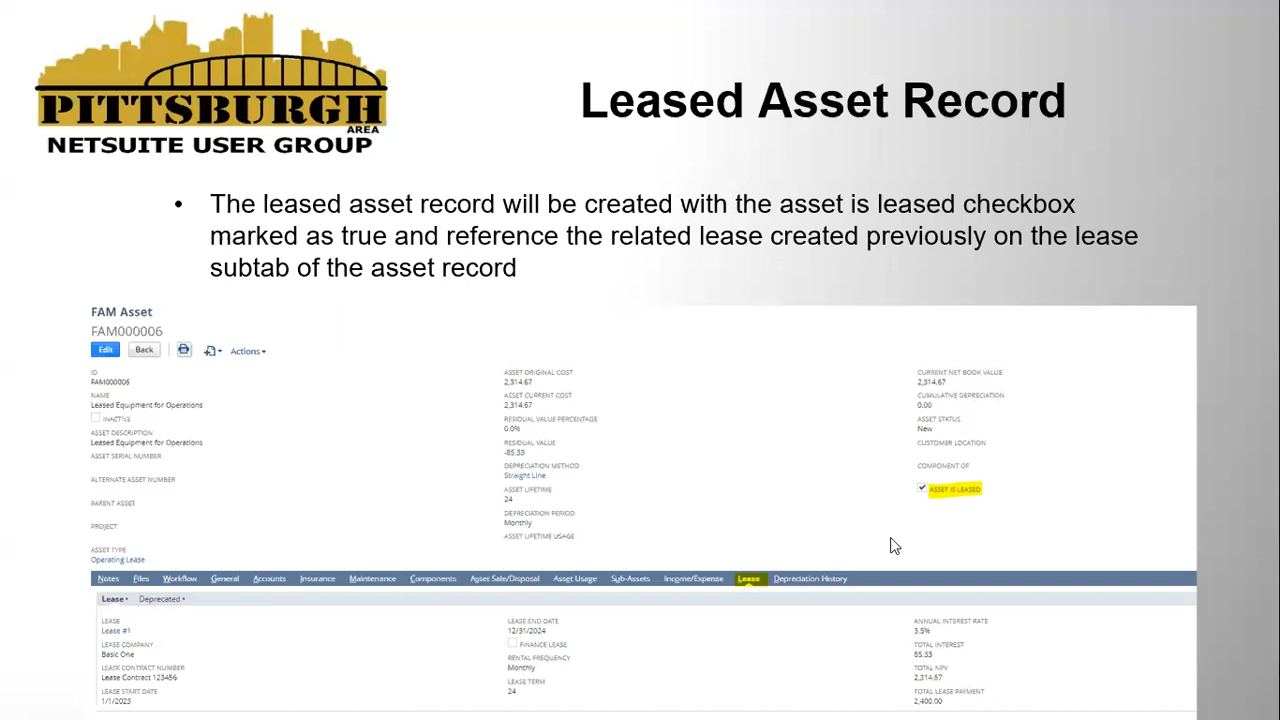 PITTSBURGH
AREA
NETSUITE USER GROUP
Leased Asset Record
• The leased asset record will be created with the asset is leased checkbox
marked as true and reference the related lease created previously on the lease
subtab of the asset record
FAM Asset
FAM000006
Edit Back Actions
ID
FAM000006
NAME
Leased Equipment for Operations
INACTIVE
ASSET DESCRIPTION
Leased Equipment for Operations
ASSET SERIAL NUMBER
ALTERNATE ASSET NUMBER
PARENT ASSET
PROJECT
ASSET TYPE
Operating Lease
ASSET ORIGINAL COST
2,314.67
ASSET CURRENT COST
2,314.67
RESIDUAL VALUE PERCENTAGE
0.0%
RESIDUAL VALUE
-85.33
DEPRECIATION METHOD
Straight Line
ASSET LIFETIME
24
DEPRECIATION PERIOD
Monthly
ASSET LIFETIME USAGE
CURRENT NET BOOK VALUE
2,314.67
CUMULATIVE DEPRECIATION
0.00
ASSET STATUS
New
CUSTOMER LOCATION
COMPONENT OF
ASSET IS LEASED
Notes Files Workflow General Accounts Insurance Maintenance Components Asset Sale/Disposal Asset Usage Sub-Assets Income/Expense Lease Depreciation History
Lease • Deprecated •
LEASE
Lease #1
LEASE COMPANY
Basic One
LEASE CONTRACT NUMBER
Lease Contract 123456
LEASE START DATE
1/1/2023
LEASE END DATE
12/31/2024
FINANCE LEASE
RENTAL FREQUENCY
Monthly
LEASE TERM
24
ANNUAL INTEREST RATE
3.5%
TOTAL INTEREST
85.33
TOTAL NPV
2,314.67
TOTAL LEASE PAYMENT
2,400.00